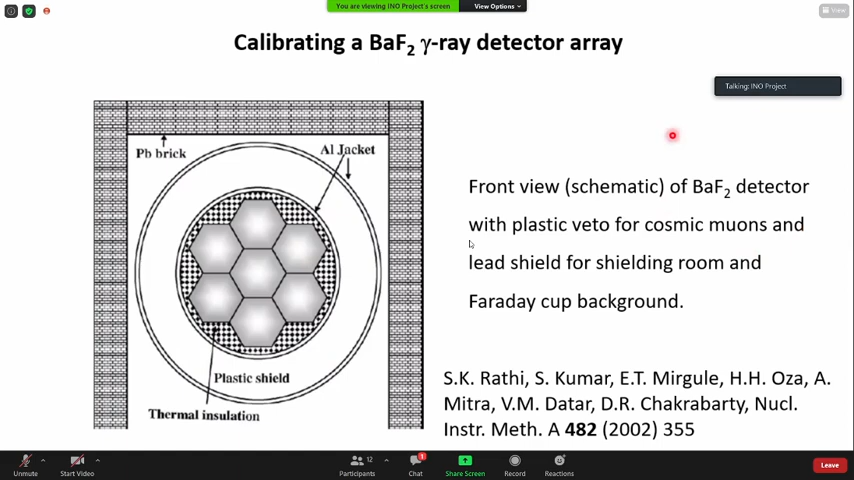 You are viewing INO Project's screen
View Options
View
Calibrating a BaF2 γ-ray detector array
Talking: INO Project
Pb brick
Al Jacket
Plastic shield
Thermal insulation
Front view (schematic) of BaF2 detector
with plastic veto for cosmic muons and
lead shield for shielding room and
Faraday cup background.
S.K. Rathi, S. Kumar, E.T. Mirgule, H.H. Oza, A.
Mitra, V.M. Datar, D.R. Chakrabarty, Nucl.
Instr. Meth. A 482 (2002) 355
Unmute
Start Video
12
Participants
1
Chat
Share Screen
Record
Reactions
Leave